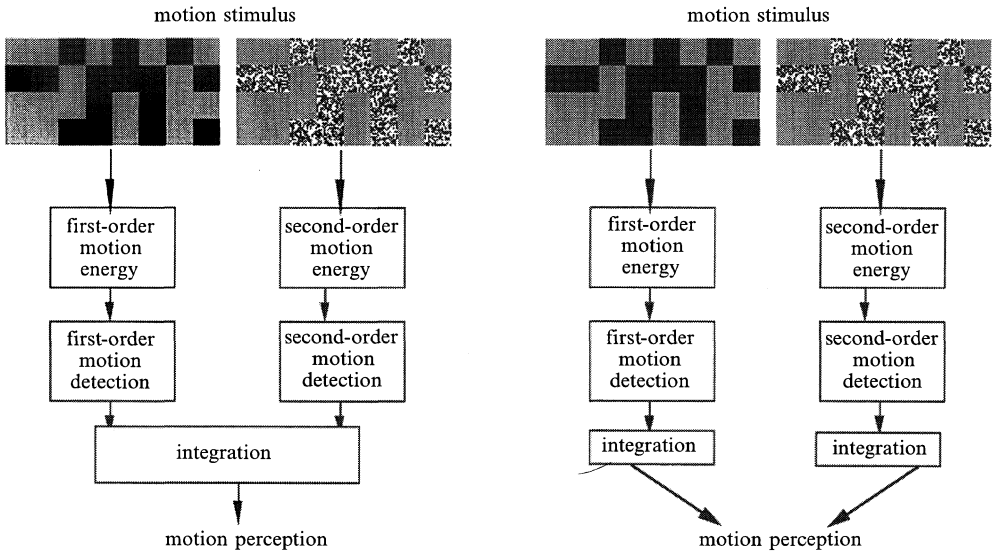 motion stimulus
first-order
motion
energy
second-order
motion
energy
first-order
motion
detection
second-order
motion
detection
integration
motion perception
motion stimulus
first-order
motion
energy
second-order
motion
energy
first-order
motion
detection
second-order
motion
detection
integration
integration
motion perception